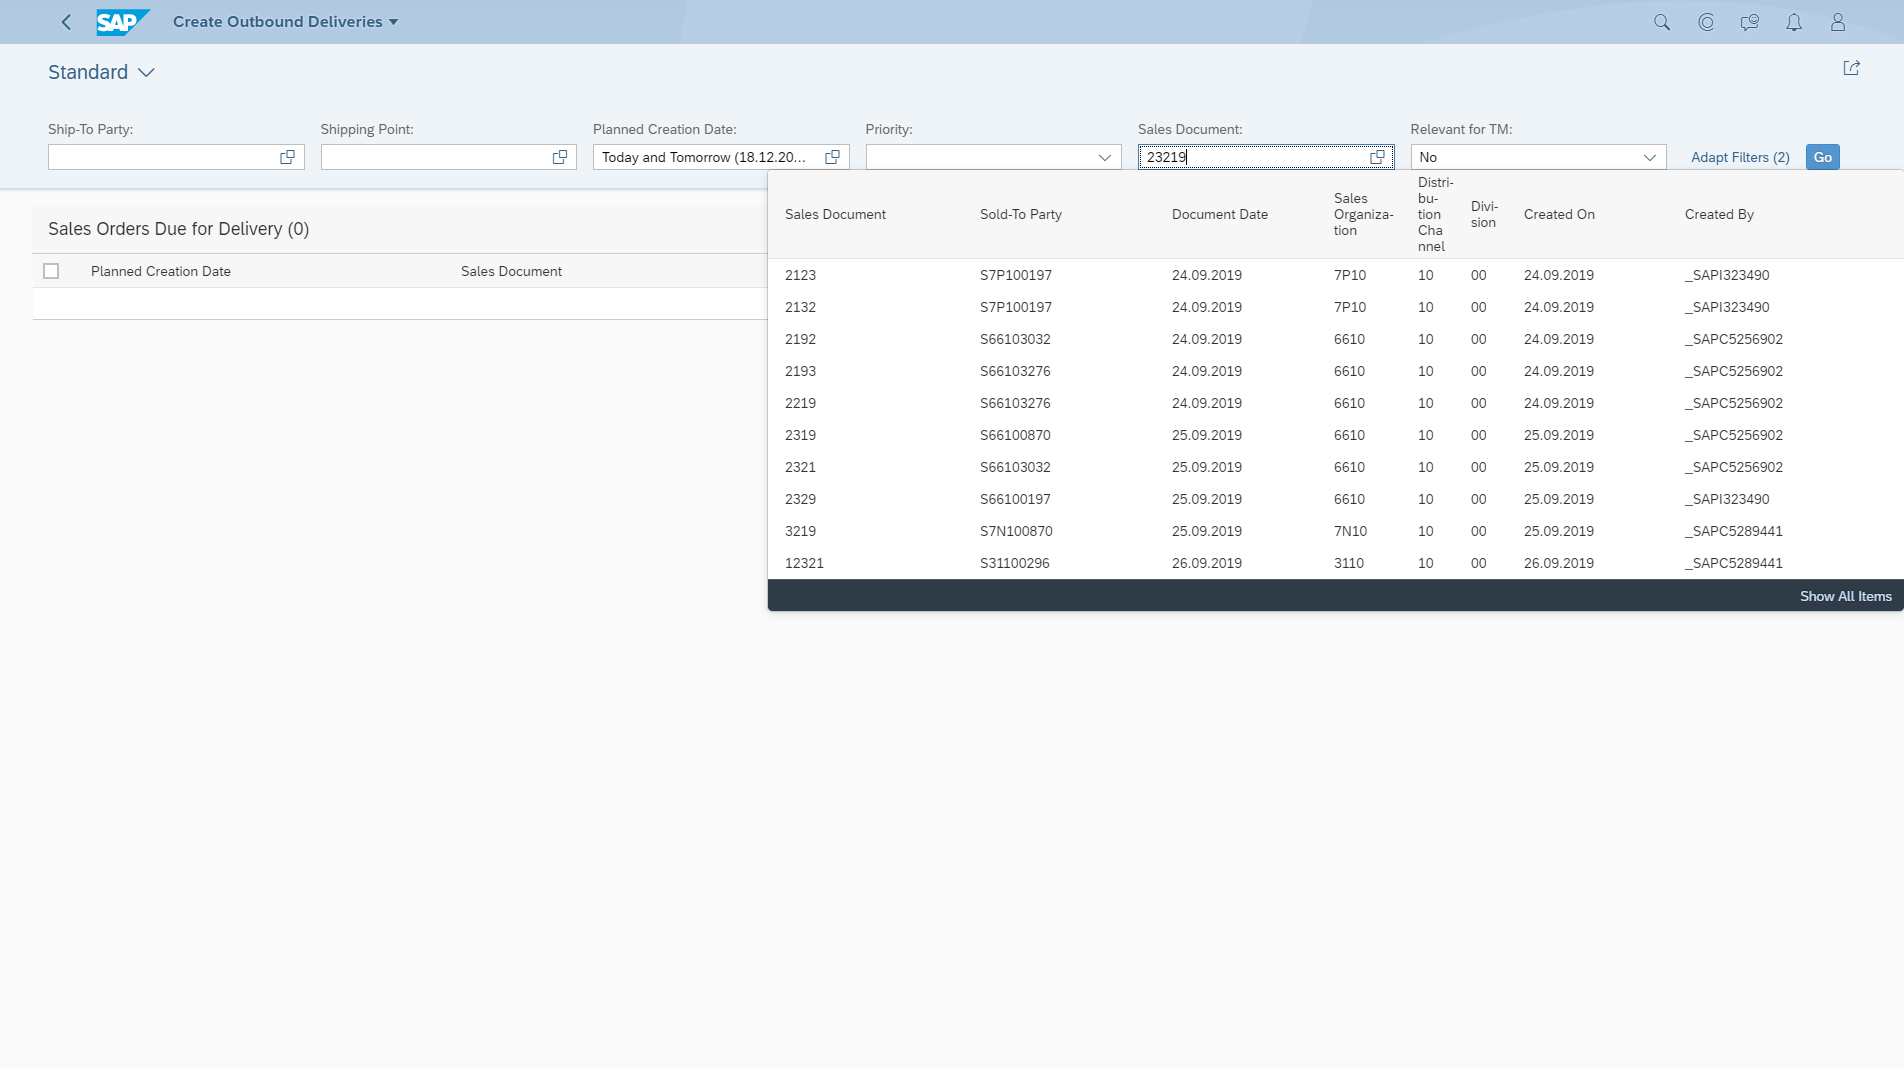 SAP Create Outbound Deliveries
Standard
Ship-To Party:
Shipping Point:
Planned Creation Date:
Priority:
Sales Document:
Relevant for TM:
Today and Tomorrow (18.12.20...
23219
No
Adapt Filters (2)
Go
Sales Orders Due for Delivery (0)
Planned Creation Date
Sales Document
Sales Document
Sold-To Party
Document Date
Sales
Organiza-
tion
Distri-
bu-
tion
Cha
nnel
Divi-
sion
Created On
Created By
2123 S7P100197 24.09.2019 7P10 10 00 24.09.2019 _SAPI323490
2132 S7P100197 24.09.2019 7P10 10 00 24.09.2019 _SAPI323490
2192 S66103032 24.09.2019 6610 10 00 24.09.2019 _SAPC5256902
2193 S66103276 24.09.2019 6610 10 00 24.09.2019 _SAPC5256902
2219 S66103276 24.09.2019 6610 10 00 24.09.2019 _SAPC5256902
2319 S66100870 25.09.2019 6610 10 00 25.09.2019 _SAPC5256902
2321 S66103032 25.09.2019 6610 10 00 25.09.2019 _SAPC5256902
2329 S66100197 25.09.2019 6610 10 00 25.09.2019 _SAPI323490
3219 S7N100870 25.09.2019 7N10 10 00 25.09.2019 _SAPC5289441
12321 S31100296 26.09.2019 3110 10 00 26.09.2019 _SAPC5289441
Show All Items